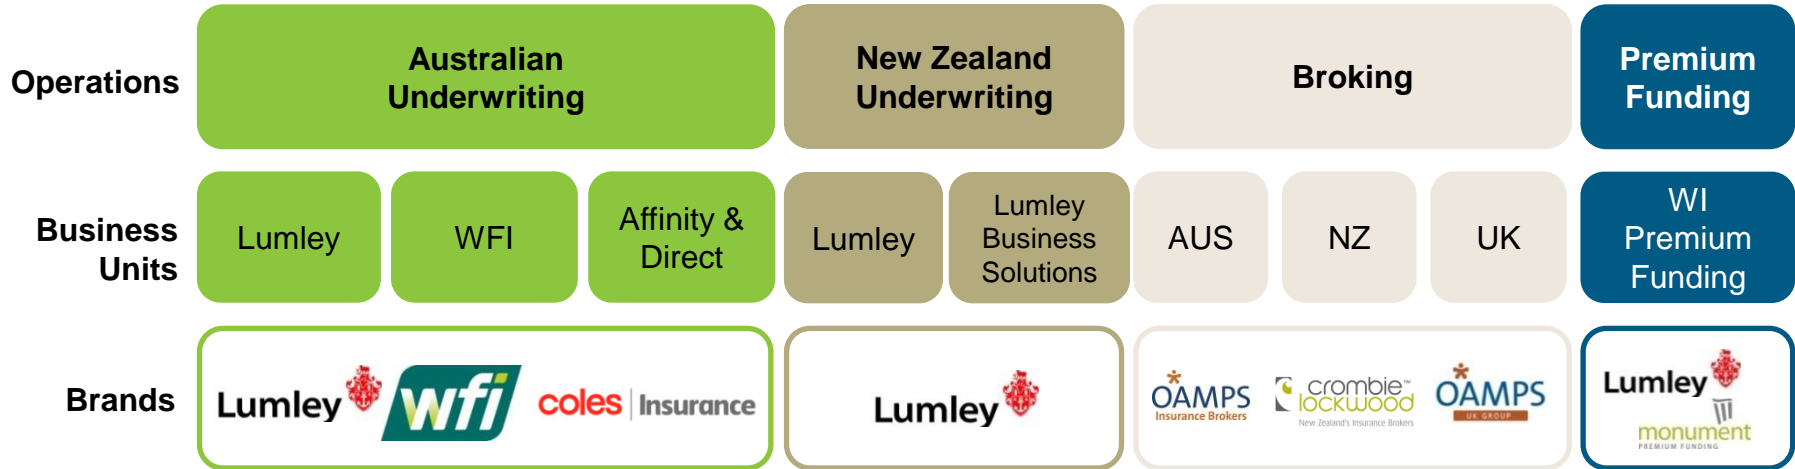 Operations
Australian
Underwriting
New Zealand
Underwriting
Broking
Premium
Funding
Business
Units
Lumley
WFI
Affinity &
Direct
Lumley
Lumley
Business
Solutions
AUS
NZ
UK
WI
Premium
Funding
Brands
Lumley
wfi
coles | Insurance
Lumley
OAMPS
Insurance Brokers
crombie™
lockwood
New Zealand's Insurance Brokers
OAMPS
UK GROUP
Lumley
monument
PREMIUM FUNDING